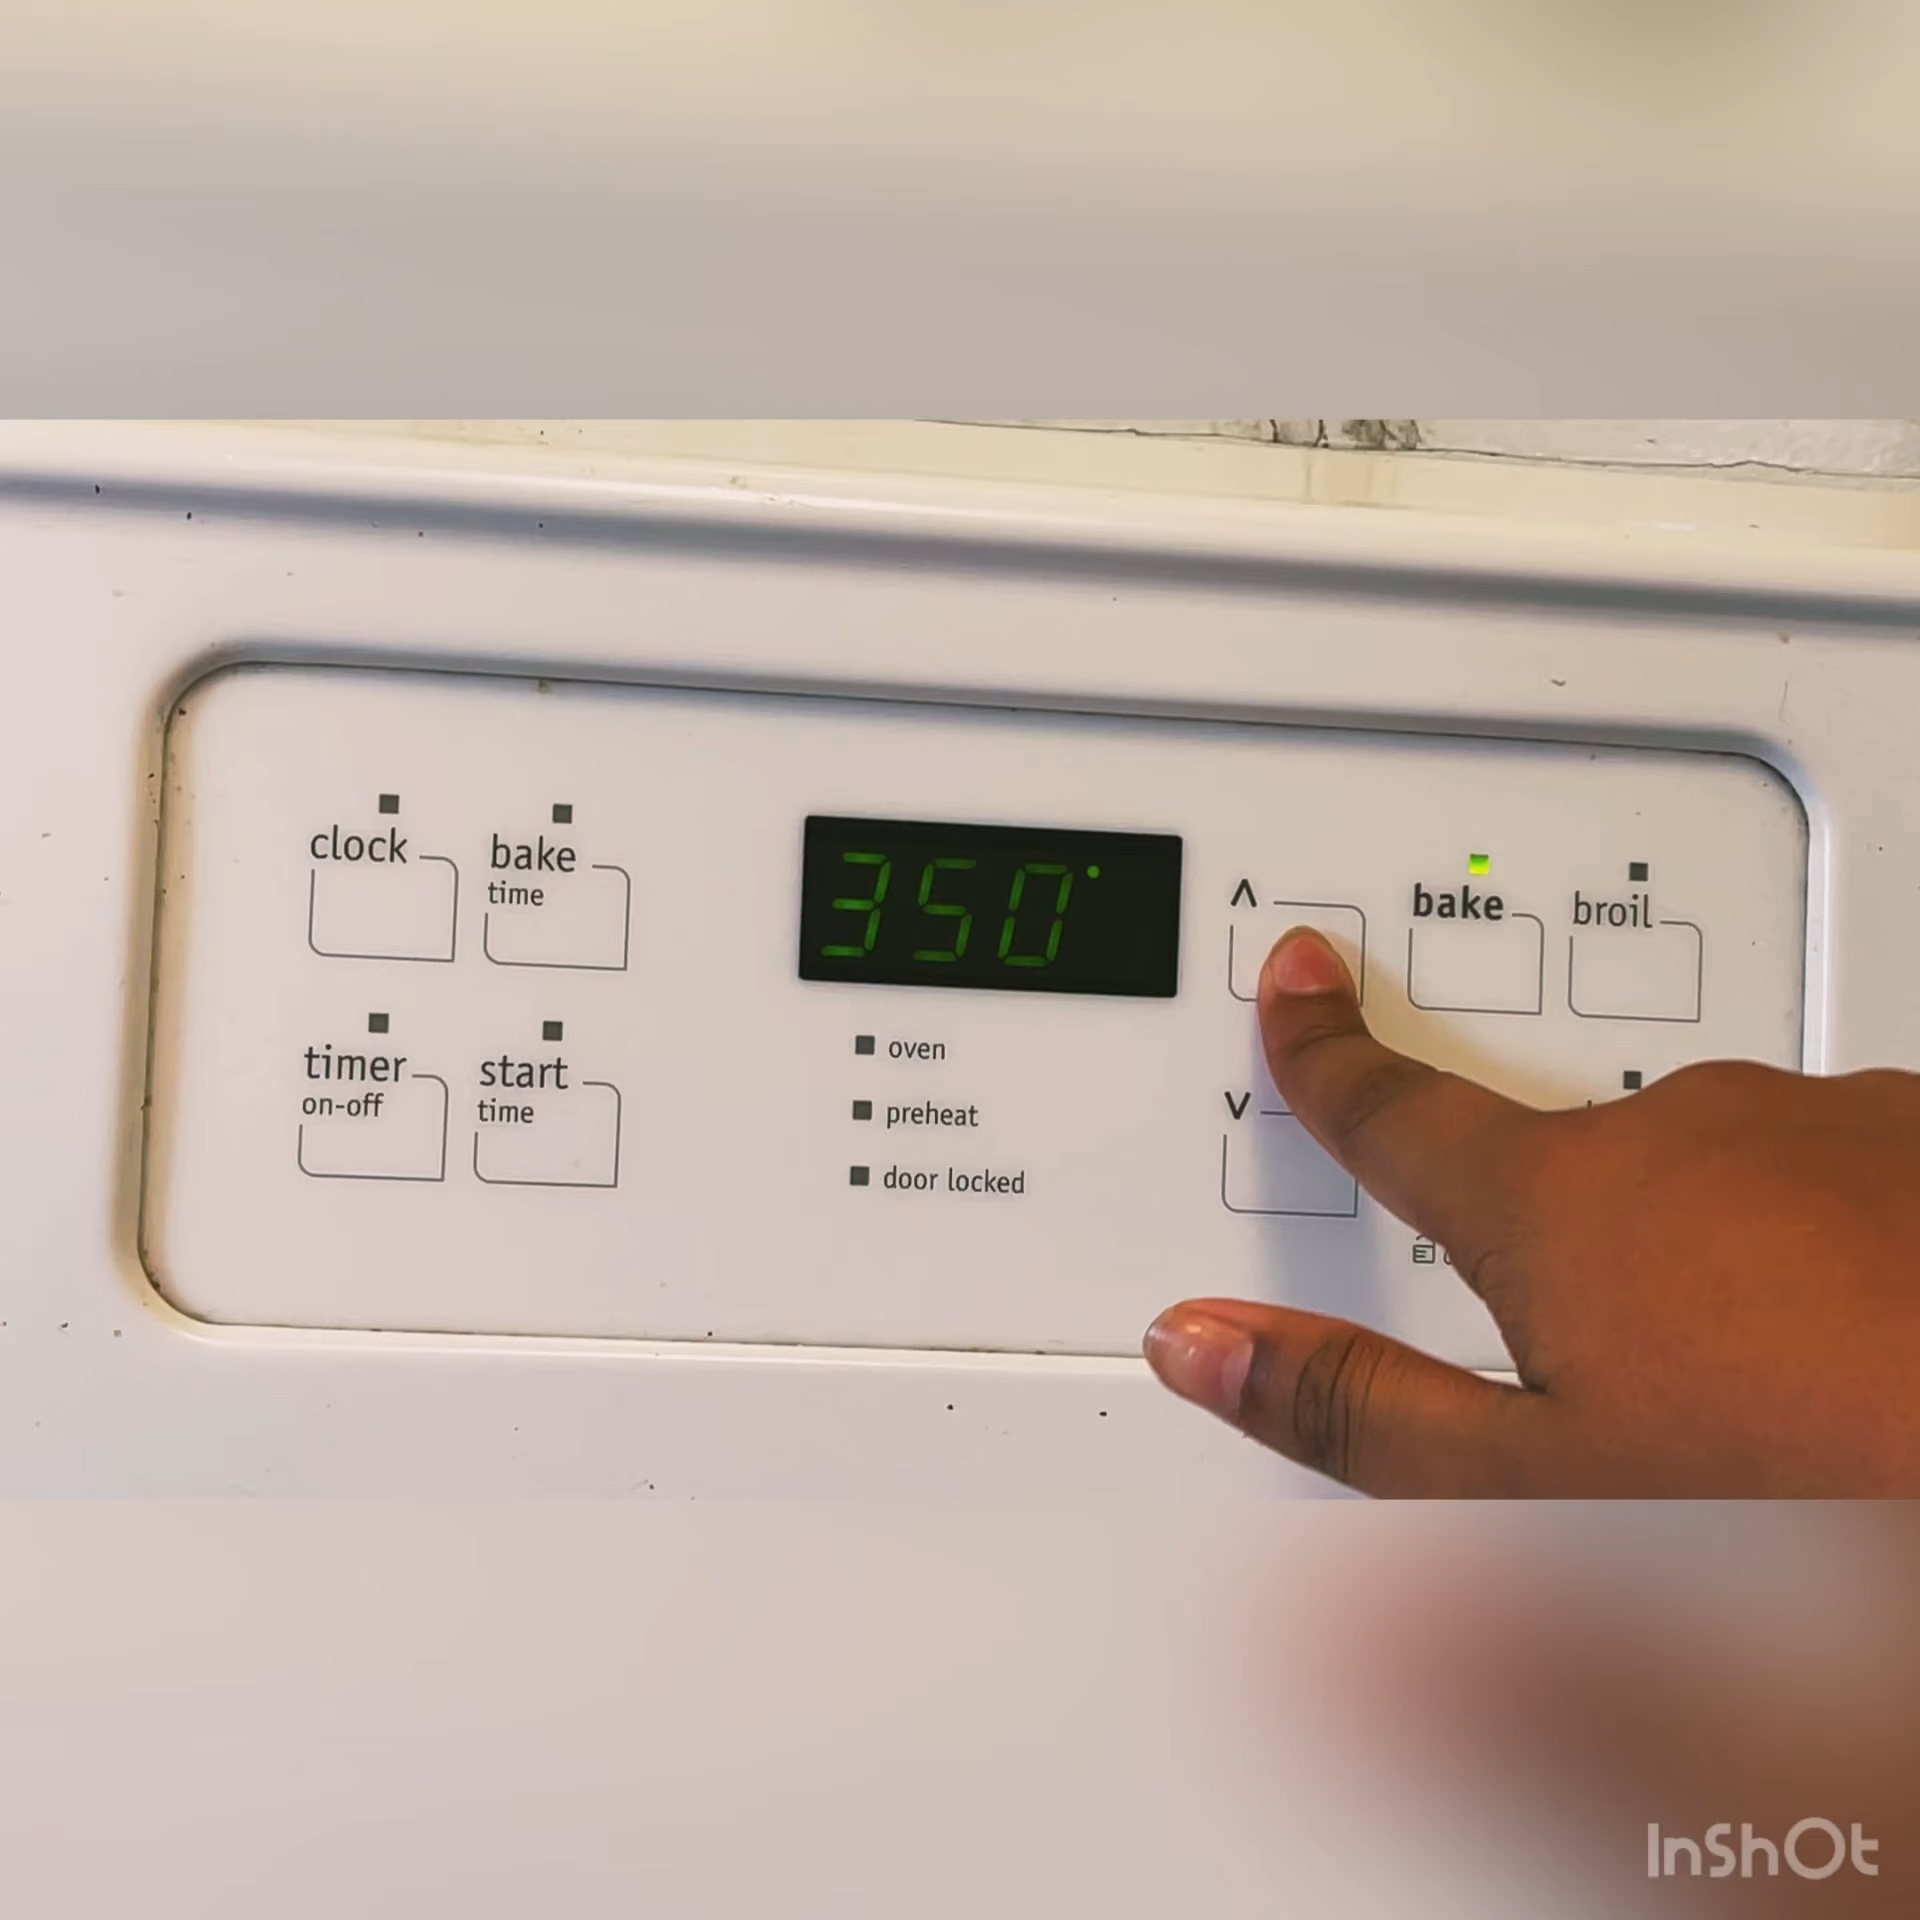 clock
bake
time
350°
∧
bake
broil
timer
on-off
start
time
oven
preheat
door locked
∨
InShOt